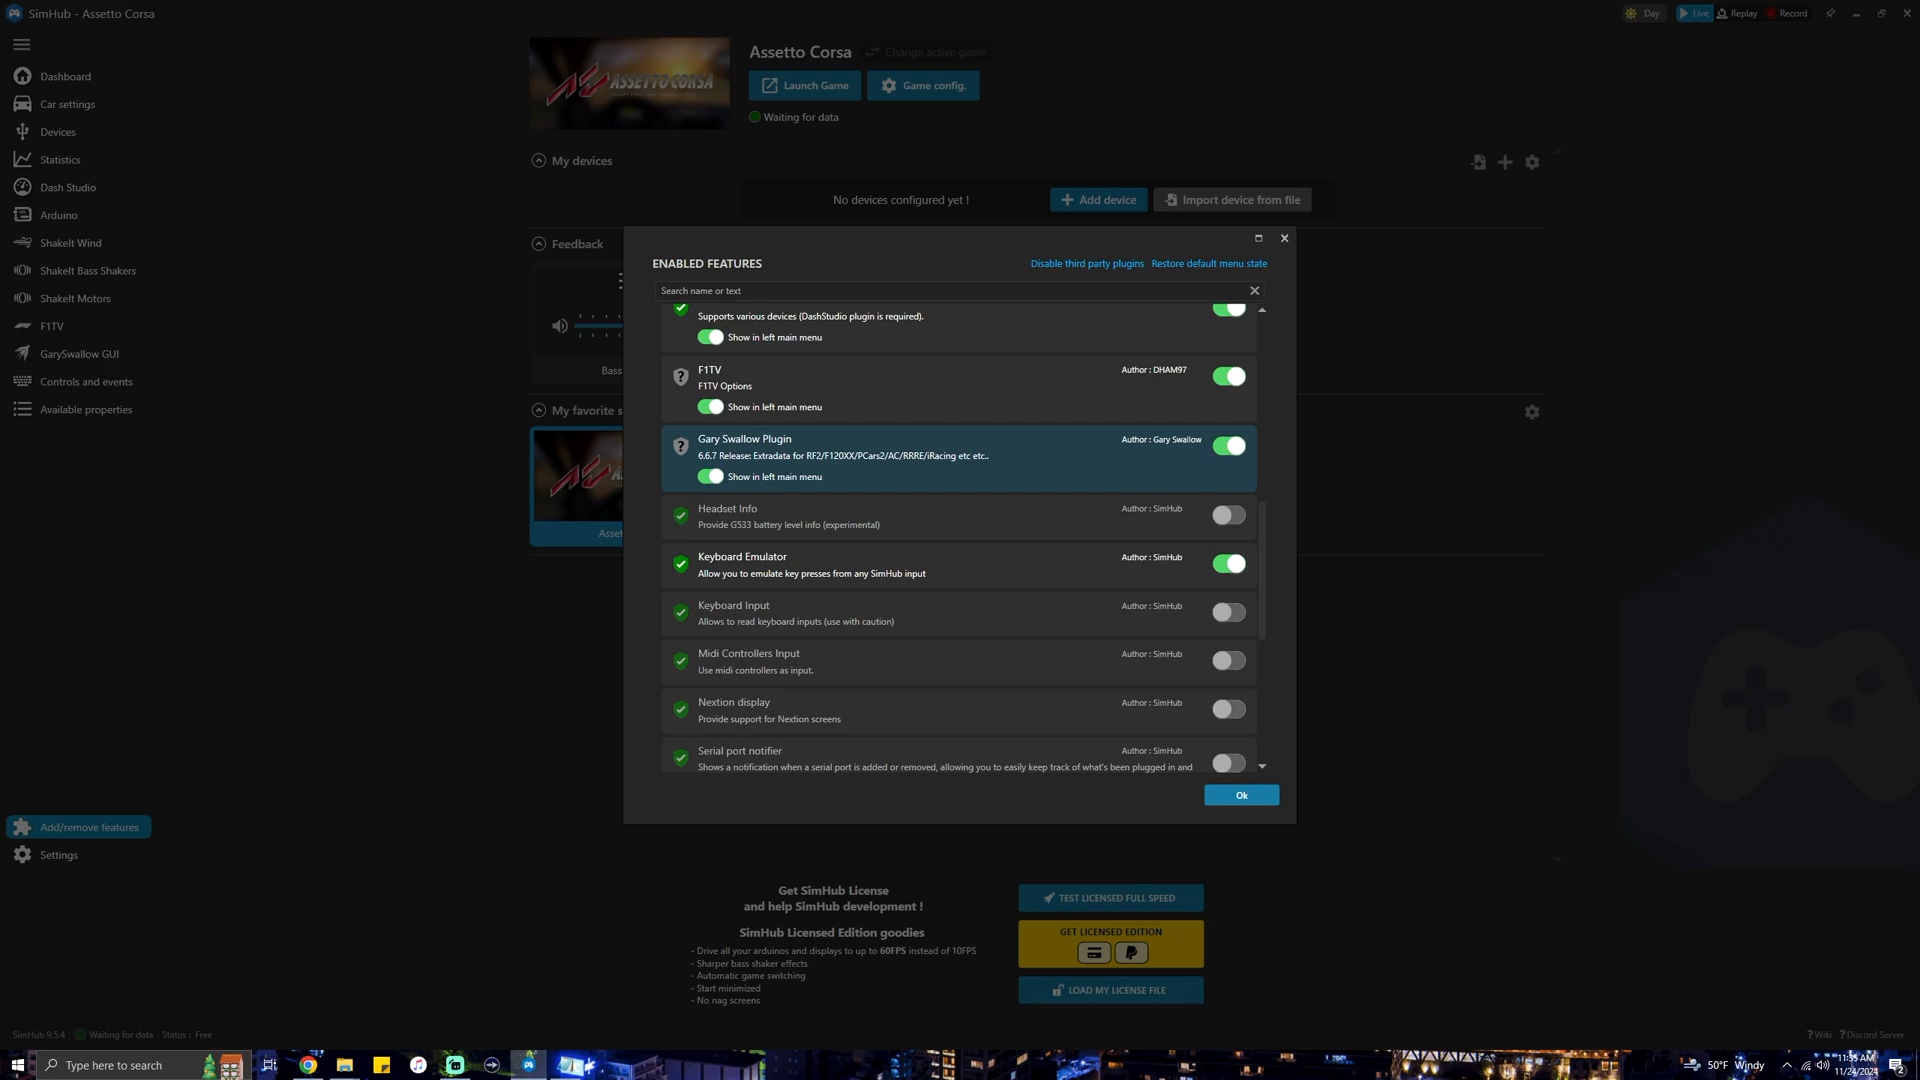 SimHub - Assetto Corsa
Day
Live
Replay
Record
Dashboard
Car settings
Devices
Statistics
Dash Studio
Arduino
ShakeIt Wind
ShakeIt Bass Shakers
ShakeIt Motors
F1TV
GarySwallow GUI
Controls and events
Available properties
Add/remove features
Settings
ASSETTO CORSA
Assetto Corsa
Change active game
Launch Game
Game config.
Waiting for data
My devices
No devices configured yet !
Add device
Import device from file
Feedback
Bass
My favorite s
Asset
ENABLED FEATURES
Disable third party plugins
Restore default menu state
Search name or text
Supports various devices (DashStudio plugin is required).
Show in left main menu
F1TV
Author : DHAM97
F1TV Options
Show in left main menu
Gary Swallow Plugin
Author : Gary Swallow
6.6.7 Release: Extradata for RF2/F120XX/PCars2/AC/RRRE/iRacing etc etc..
Show in left main menu
Headset Info
Author : SimHub
Provide G533 battery level info (experimental)
Keyboard Emulator
Author : SimHub
Allow you to emulate key presses from any SimHub input
Keyboard Input
Author : SimHub
Allows to read keyboard inputs (use with caution)
Midi Controllers Input
Author : SimHub
Use midi controllers as input.
Nextion display
Author : SimHub
Provide support for Nextion screens
Serial port notifier
Author : SimHub
Shows a notification when a serial port is added or removed, allowing you to easily keep track of what's been plugged in and
Ok
Get SimHub License
and help SimHub development !
SimHub Licensed Edition goodies
- Drive all your arduinos and displays to up to 60FPS instead of 10FPS
- Sharper bass shaker effects
- Automatic game switching
- Start minimized
- No nag screens
TEST LICENSED FULL SPEED
GET LICENSED EDITION
LOAD MY LICENSE FILE
SimHub 9.5.4
Waiting for data
Status : Free
Wiki
Discord Server
Type here to search
50°F Windy
11:35 AM
11/24/2024
2